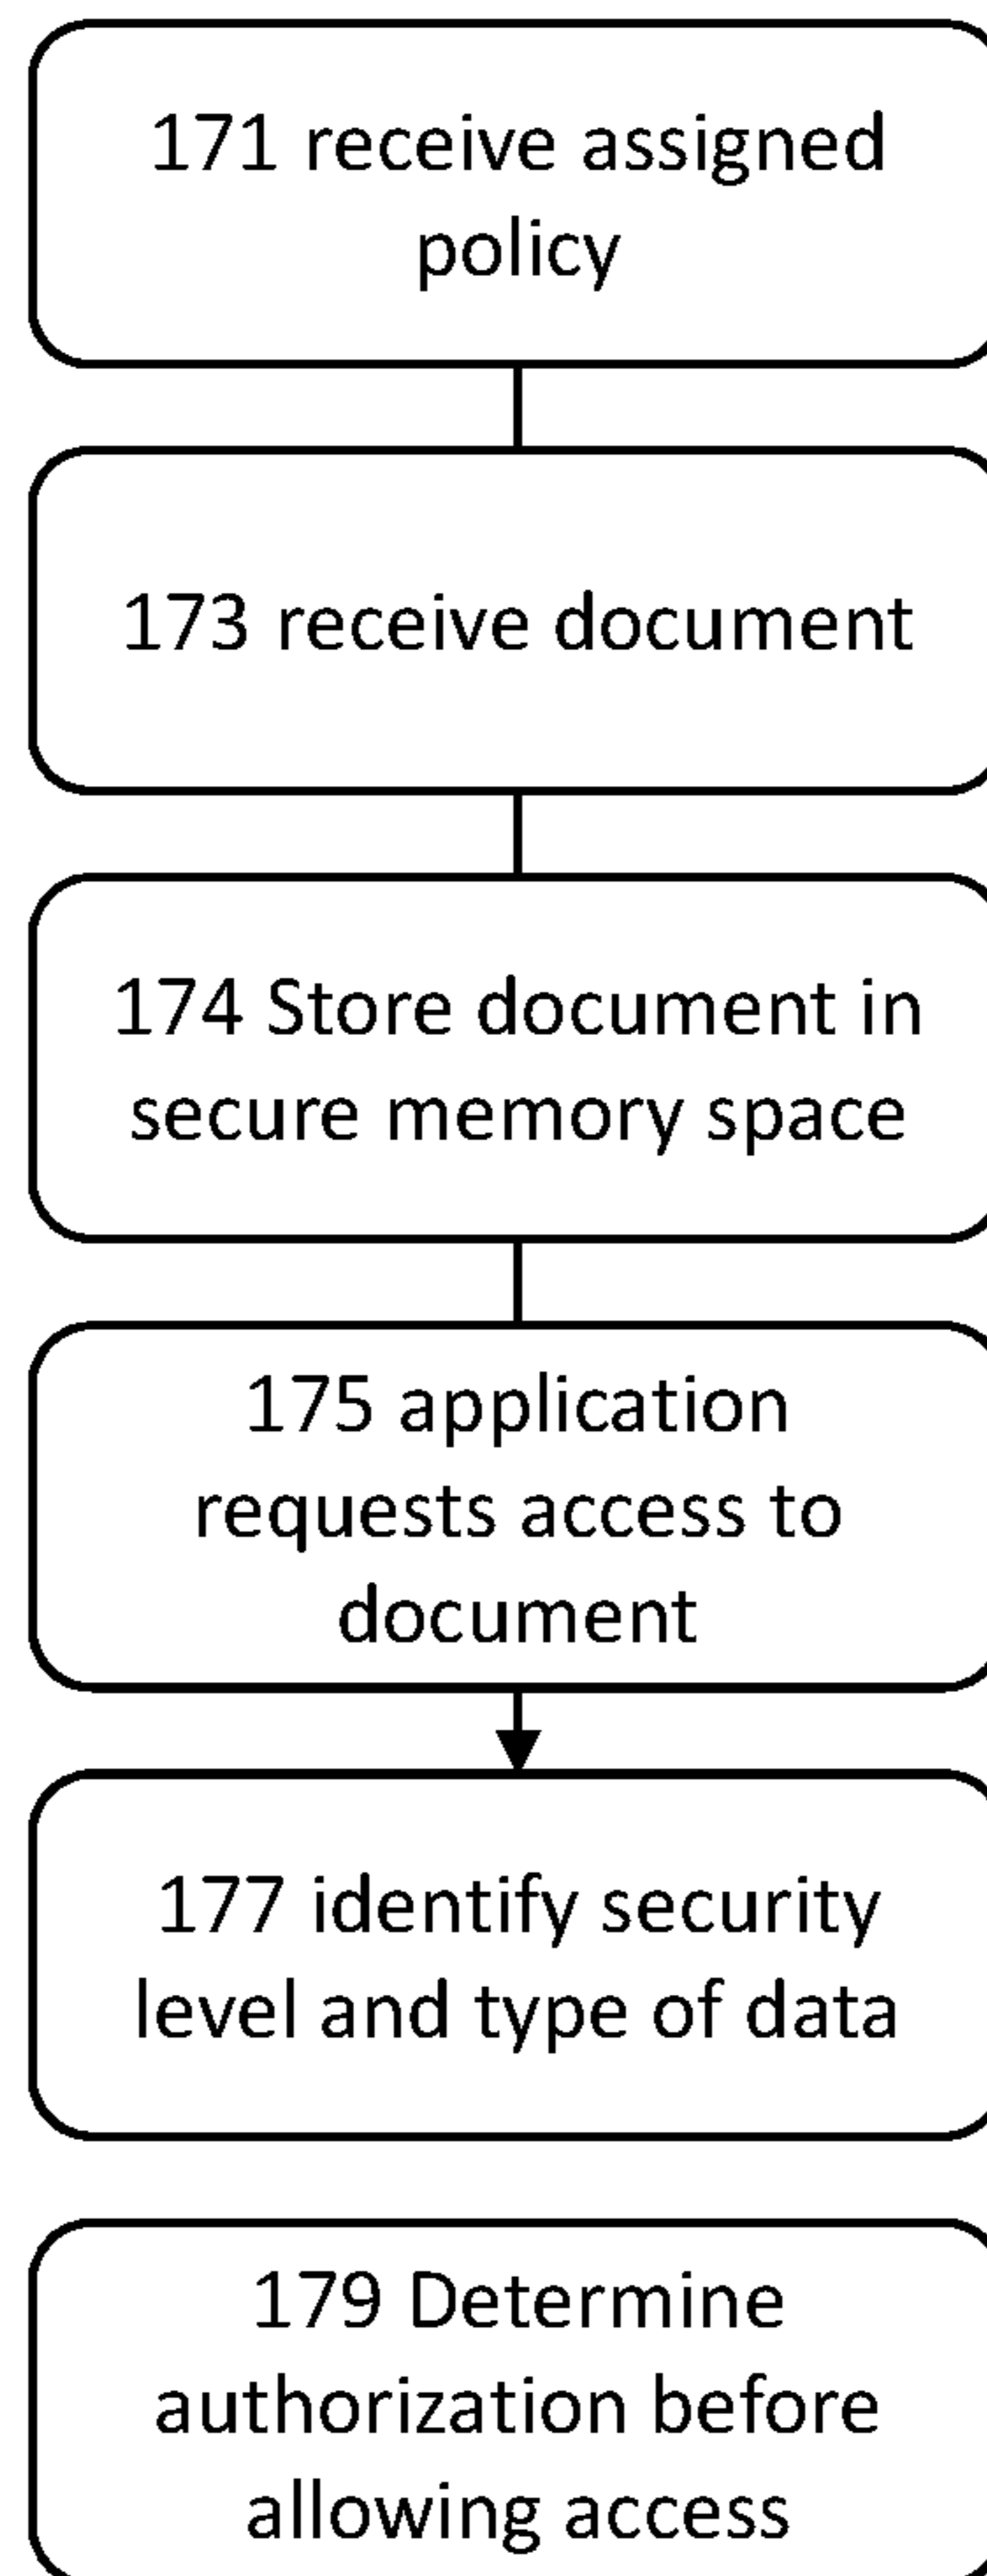 171 receive assigned
policy
173 receive document
174 Store document in
secure memory space
175 application
requests access to
document
177 identify security
level and type of data
179 Determine
authorization before
allowing access